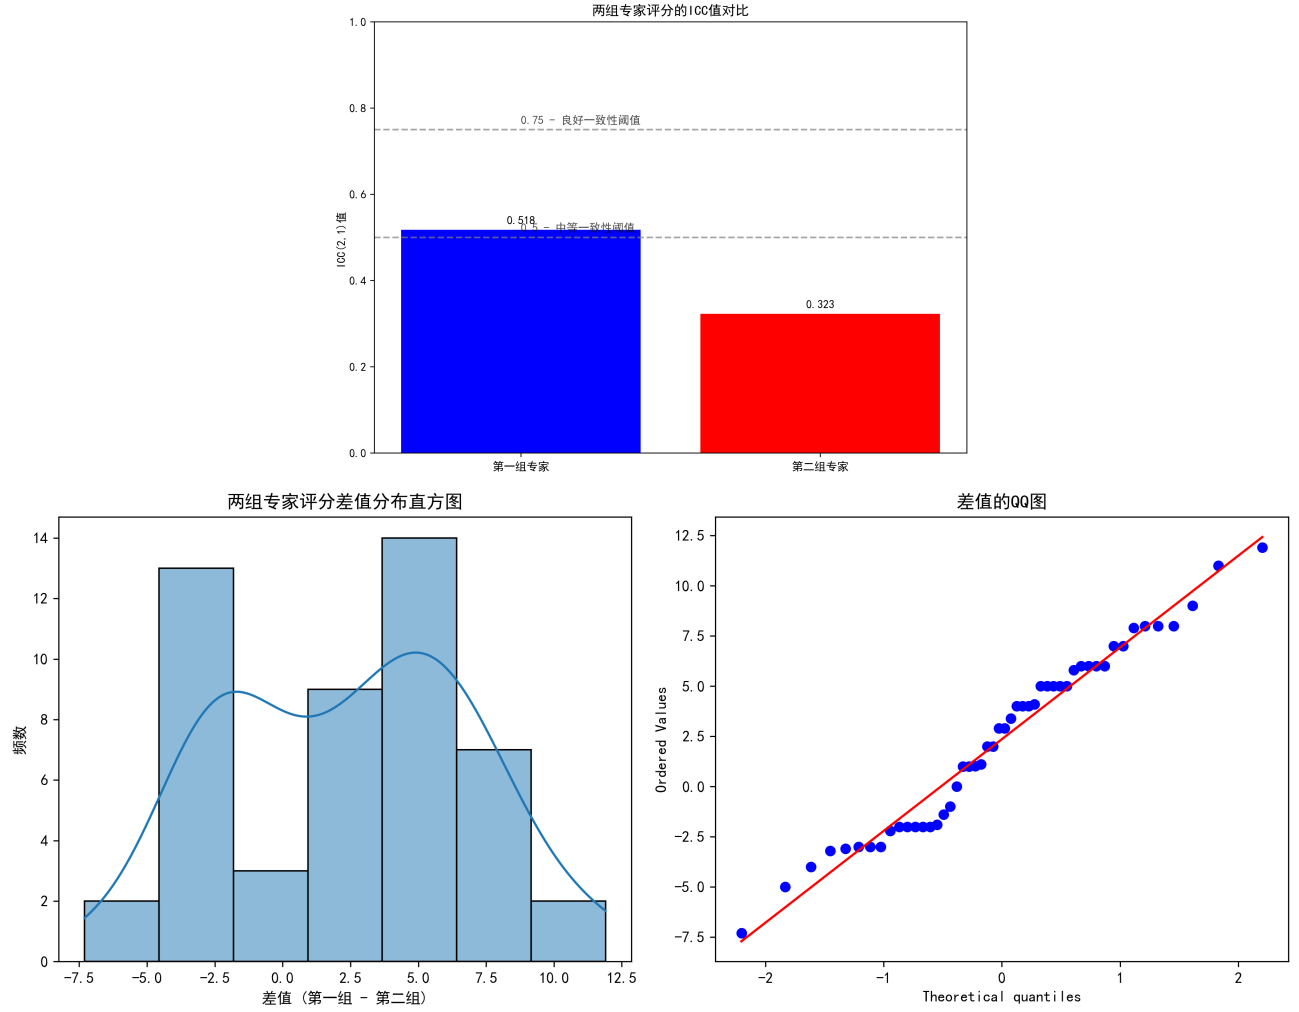 两组专家评分的ICC值对比
1.0
0.8
0.6
0.4
0.2
0.0
ICC(2,1)值
0.75 - 良好一致性阈值
0.518
0.5 - 中等一致性阈值
0.323
第一组专家
第二组专家
两组专家评分差值分布直方图
14
12
10
8
6
4
2
0
频数
-7.5 -5.0 -2.5 0.0 2.5 5.0 7.5 10.0 12.5
差值 (第一组 - 第二组)
差值的QQ图
12.5
10.0
7.5
5.0
2.5
0.0
-2.5
-5.0
-7.5
Ordered Values
-2 -1 0 1 2
Theoretical quantiles